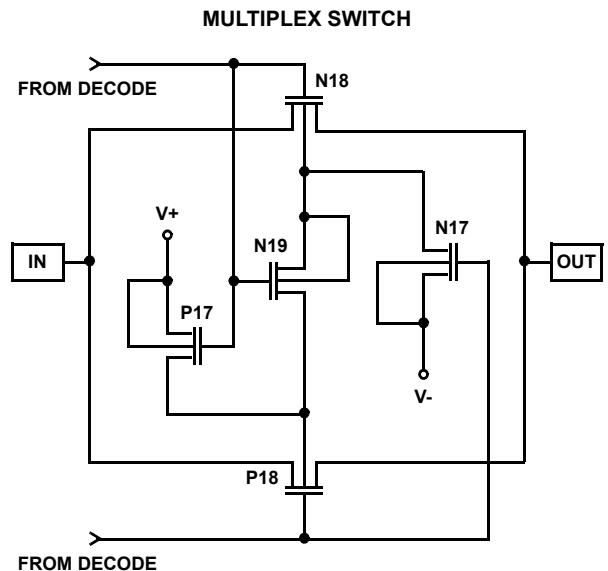 MULTIPLEX SWITCH
FROM DECODE
N18
V+
N19
N17
IN
OUT
P17
V-
P18
FROM DECODE